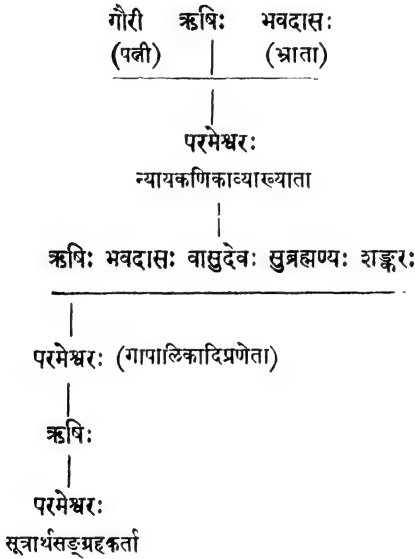 गौरी ऋषिः भवदासः
(पत्नी) (भ्राता)
परमेश्वरः
न्यायकणिकाव्याख्याता
ऋषिः भवदासः वासुदेवः सुब्रह्मण्यः शङ्करः
परमेश्वरः (गापालिकादिप्रणेता)
ऋषिः
परमेश्वरः
सूत्रार्थसङ्ग्रहकर्ता